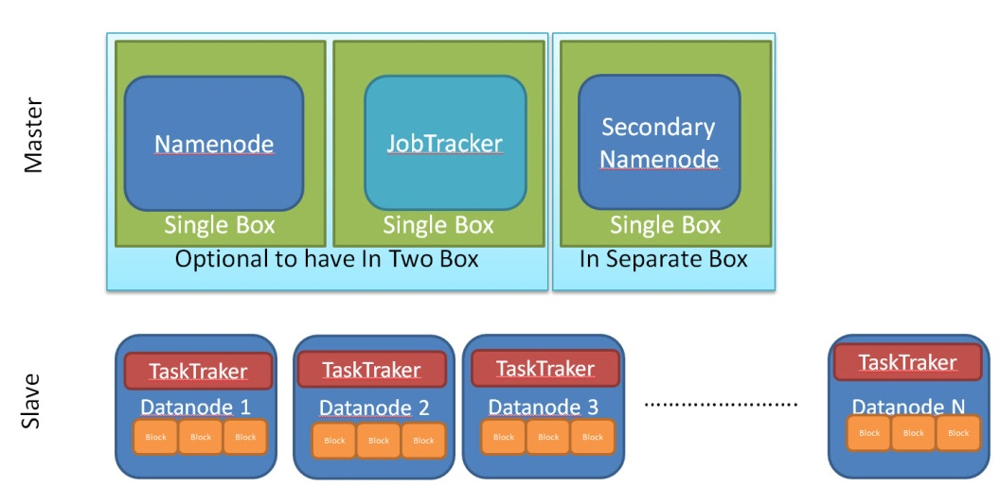 Master
Namenode
JobTracker
Secondary
Namenode
Single Box
Single Box
Single Box
Optional to have In Two Box
In Separate Box
Slave
TaskTraker
TaskTraker
TaskTraker
TaskTraker
Datanode 1
Datanode 2
Datanode 3
..........................
Datanode N
Block Block Block
Block Block Block
Block Block Block
Block Block Block